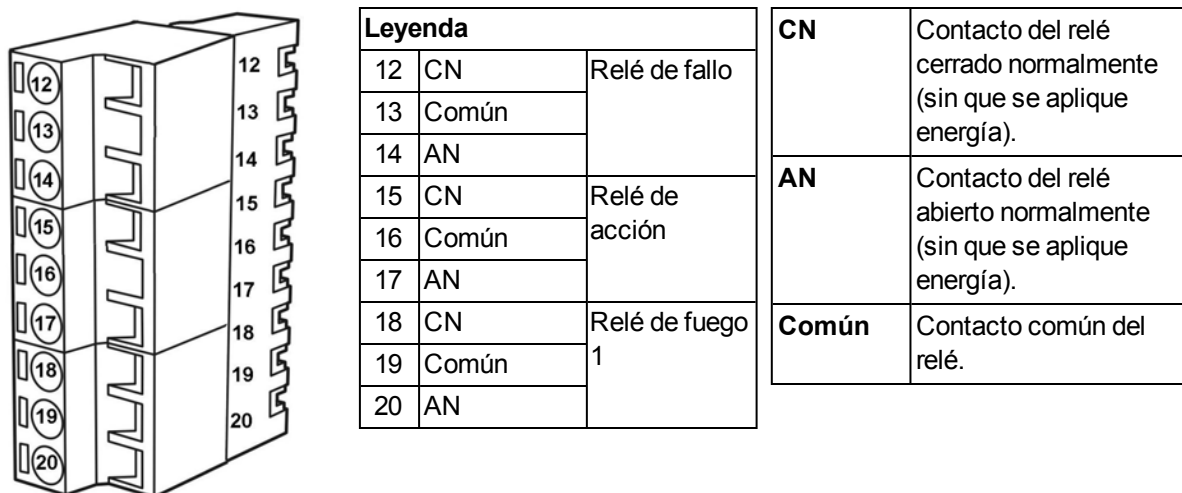 12
13
14
15
16
17
18
19
20
12
13
14
15
16
17
18
19
20
Leyenda
12 CN Relé de fallo
13 Común
14 AN
15 CN Relé de
16 Común acción
17 AN
18 CN Relé de fuego
19 Común 1
20 AN
CN Contacto del relé
cerrado normalmente
(sin que se aplique
energía).
AN Contacto del relé
abierto normalmente
(sin que se aplique
energía).
Común Contacto común del
relé.